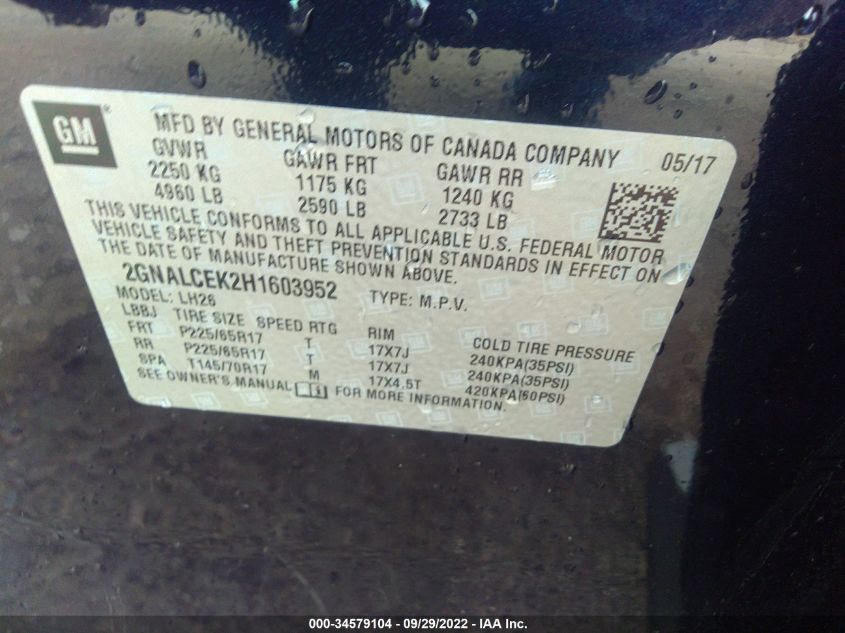 GM ®
MFD BY GENERAL MOTORS OF CANADA COMPANY 05/17
GVWR GAWR FRT GAWR RR
2250 KG 1175 KG 1240 KG
4960 LB 2590 LB 2733 LB
THIS VEHICLE CONFORMS TO ALL APPLICABLE U.S. FEDERAL MOTOR
VEHICLE SAFETY AND THEFT PREVENTION STANDARDS IN EFFECT ON
THE DATE OF MANUFACTURE SHOWN ABOVE.
2GNALCEK2H1603952 TYPE: M.P.V.
MODEL: LH26
LBBJ TIRE SIZE SPEED RTG RIM COLD TIRE PRESSURE
FRT P225/65R17 T 17X7J 240KPA(35PSI)
RR P225/65R17 T 17X7J 240KPA(35PSI)
SPA T145/70R17 M 17X4.5T 420KPA(60PSI)
SEE OWNER'S MANUAL FOR MORE INFORMATION.
000-34579104 - 09/29/2022 - IAA Inc.